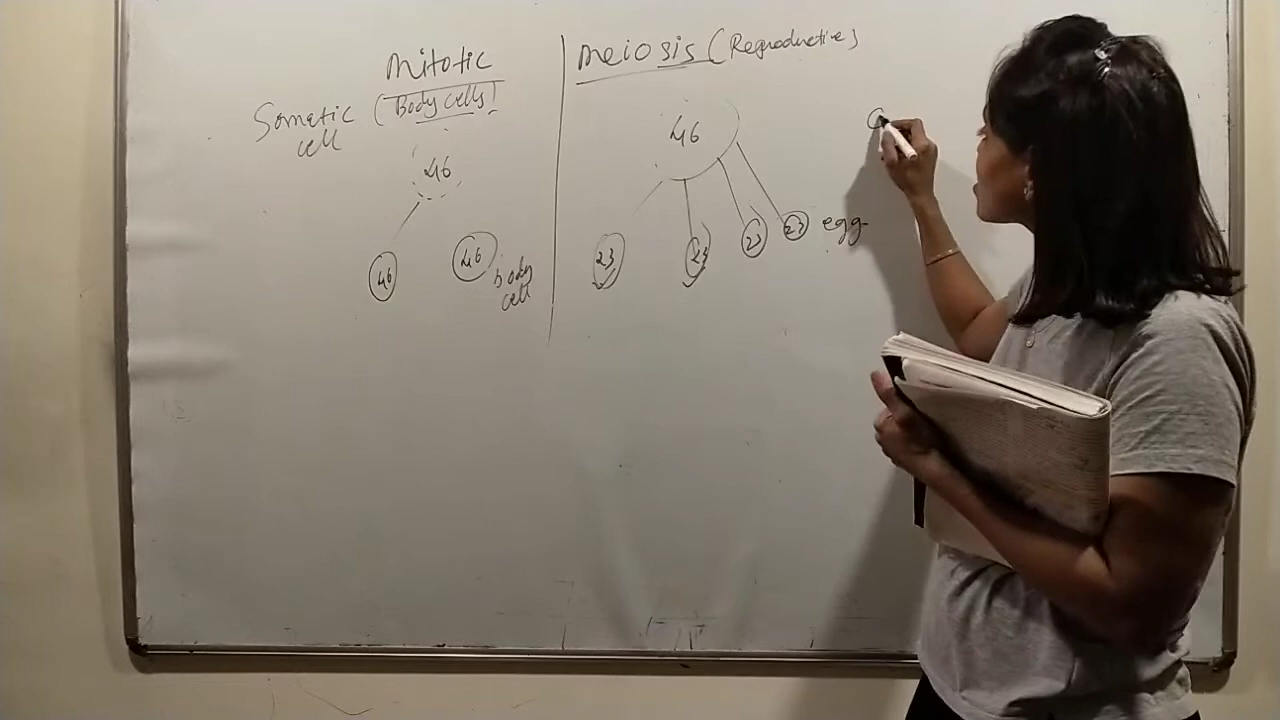 Mitotic
Somatic (Body cells)
cell
46
46 46 body
cell
meiosis (Reproductive)
46
23 23 23 23 egg